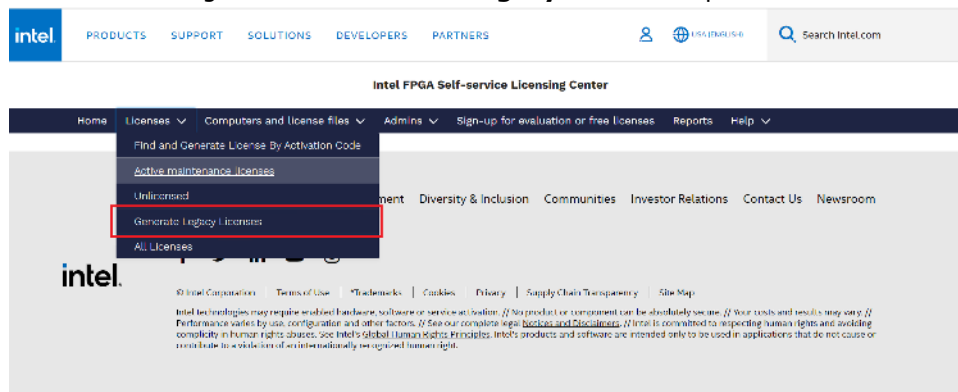 intel.
PRODUCTS SUPPORT SOLUTIONS DEVELOPERS PARTNERS USA (ENGLISH) Search Intel.com
Intel FPGA Self-service Licensing Center
Home Licenses Computers and license files Admins Sign-up for evaluation or free licenses Reports Help
Find and Generate License By Activation Code
Active maintenance licenses
Unlicensed
Diversity & Inclusion Communities Investor Relations Contact Us Newsroom
Generate Legacy Licenses
All Licenses
intel.
© Intel Corporation | Terms of Use | *Trademarks | Cookies | Privacy | Supply Chain Transparency | Site Map
Intel technologies may require enabled hardware, software or service activation. // No product or component can be absolutely secure. // Your costs and results may vary. //
Performance varies by use, configuration and other factors. // See our complete legal Notices and Disclaimers. // Intel is committed to respecting human rights and avoiding
complicity in human rights abuses. See Intel's Global Human Rights Principles. Intel's products and software are intended only to be used in applications that do not cause or
contribute to a violation of an internationally recognized human right.